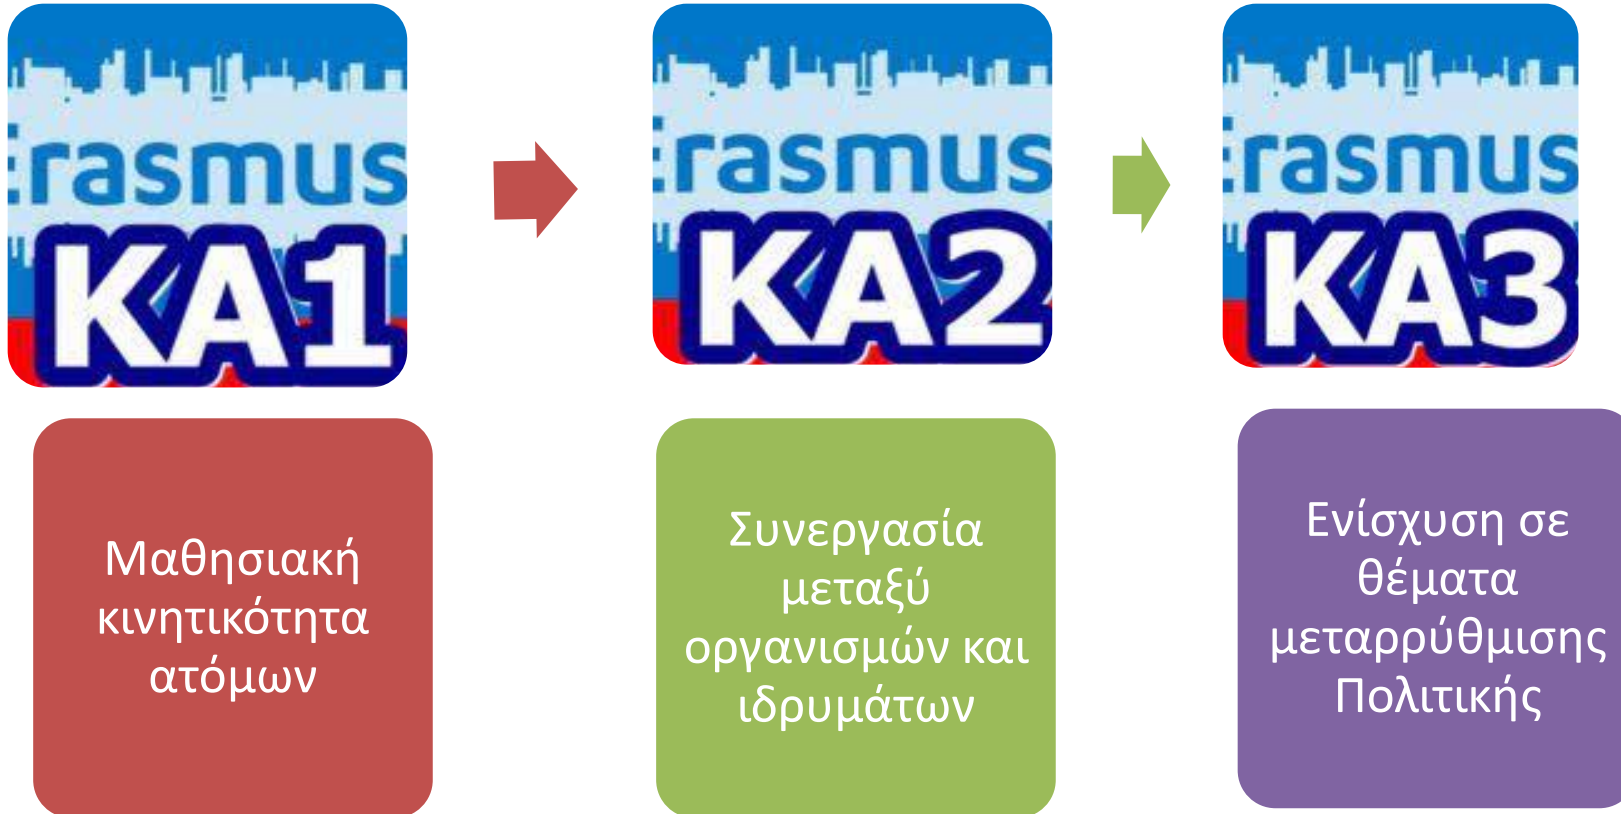 Erasmus
KA1
Erasmus
KA2
Erasmus
KA3
Μαθησιακή
κινητικότητα
ατόμων
Συνεργασία
μεταξύ
οργανισμών και
ιδρυμάτων
Ενίσχυση σε
θέματα
μεταρρύθμισης
Πολιτικής